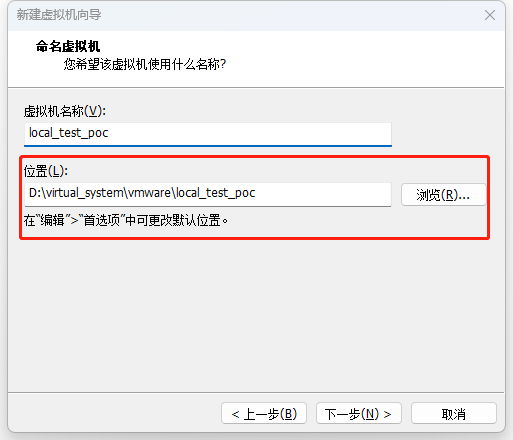 新建虚拟机向导
命名虚拟机
您希望该虚拟机使用什么名称?
虚拟机名称(V):
local_test_poc
位置(L):
D:\virtual_system\vmware\local_test_poc
浏览(R)...
在“编辑”>“首选项”中可更改默认位置。
< 上一步(B) 下一步(N) > 取消